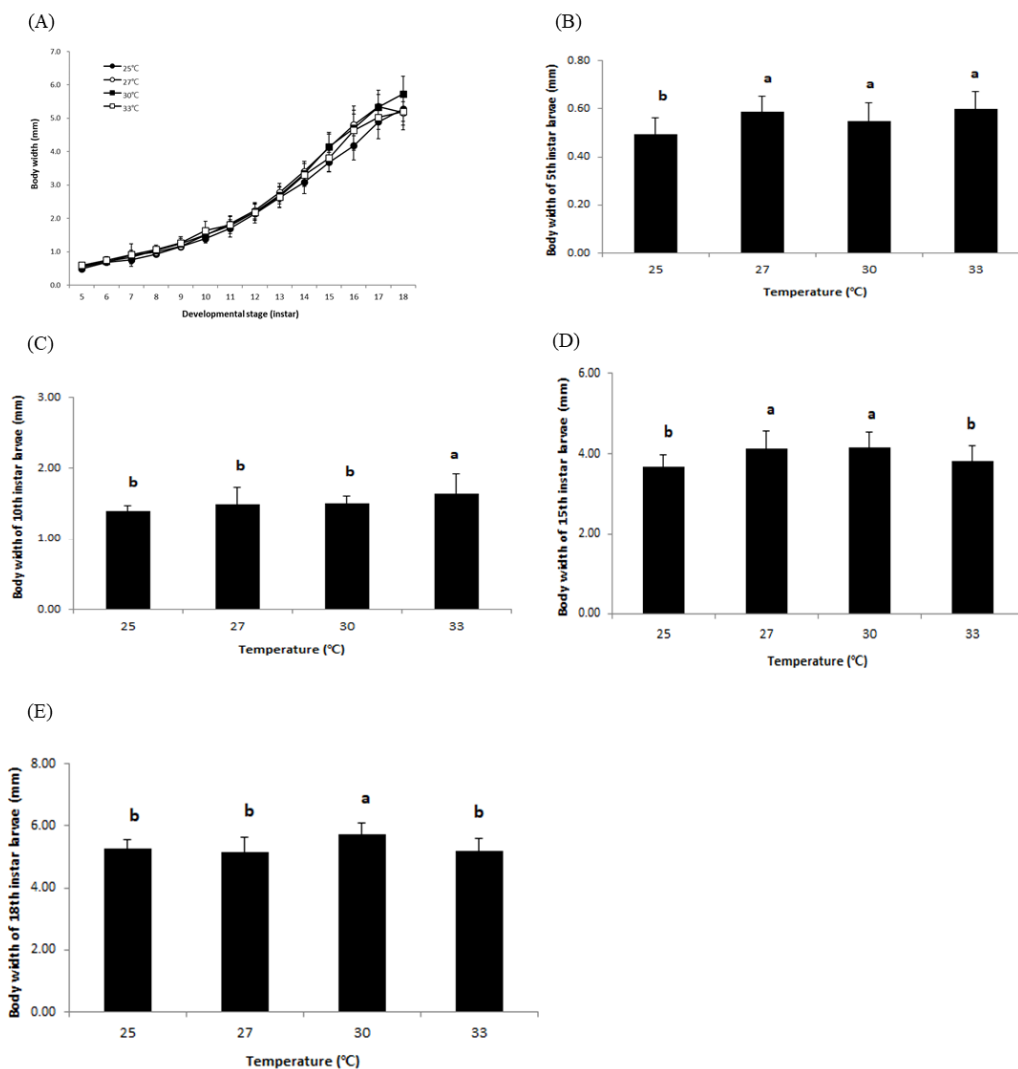 (A)
7.0
6.0
5.0
4.0
3.0
2.0
1.0
0.0
Body width (mm)
25℃
27℃
30℃
33℃
5 6 7 8 9 10 11 12 13 14 15 16 17 18
Developmental stage (instar)
(B)
0.80
0.60
0.40
0.20
0.00
Body width of 5th instar larvae (mm)
b a a a
25 27 30 33
Temperature (℃)
(C)
3.00
2.00
1.00
0.00
Body width of 10th instar larvae (mm)
b b b a
25 27 30 33
Temperature (℃)
(D)
6.00
4.00
2.00
0.00
Body width of 15th instar larvae (mm)
b a a b
25 27 30 33
Temperature (℃)
(E)
8.00
6.00
4.00
2.00
0.00
Body width of 18th instar larvae (mm)
b b a b
25 27 30 33
Temperature (℃)